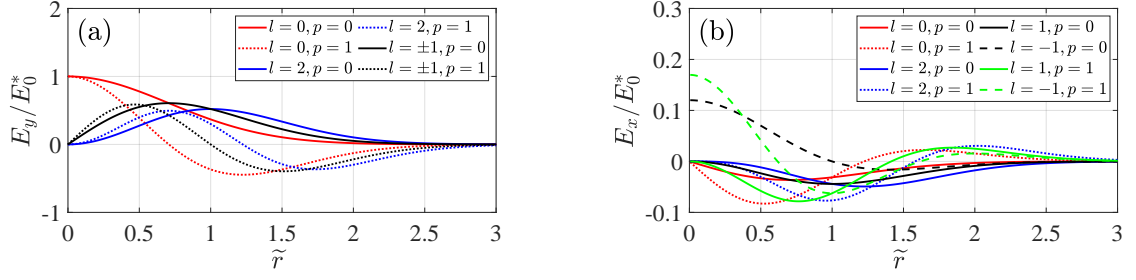 (a)
2
1
0
-1
E_y/E_0^*
l = 0, p = 0
l = 0, p = 1
l = 2, p = 0
l = 2, p = 1
l = ±1, p = 0
l = ±1, p = 1
0 0.5 1 1.5 2 2.5 3
r̃
(b)
0.3
0.2
0.1
0
-0.1
E_x/E_0^*
l = 0, p = 0
l = 0, p = 1
l = 2, p = 0
l = 2, p = 1
l = 1, p = 0
l = −1, p = 0
l = 1, p = 1
l = −1, p = 1
0 0.5 1 1.5 2 2.5 3
r̃